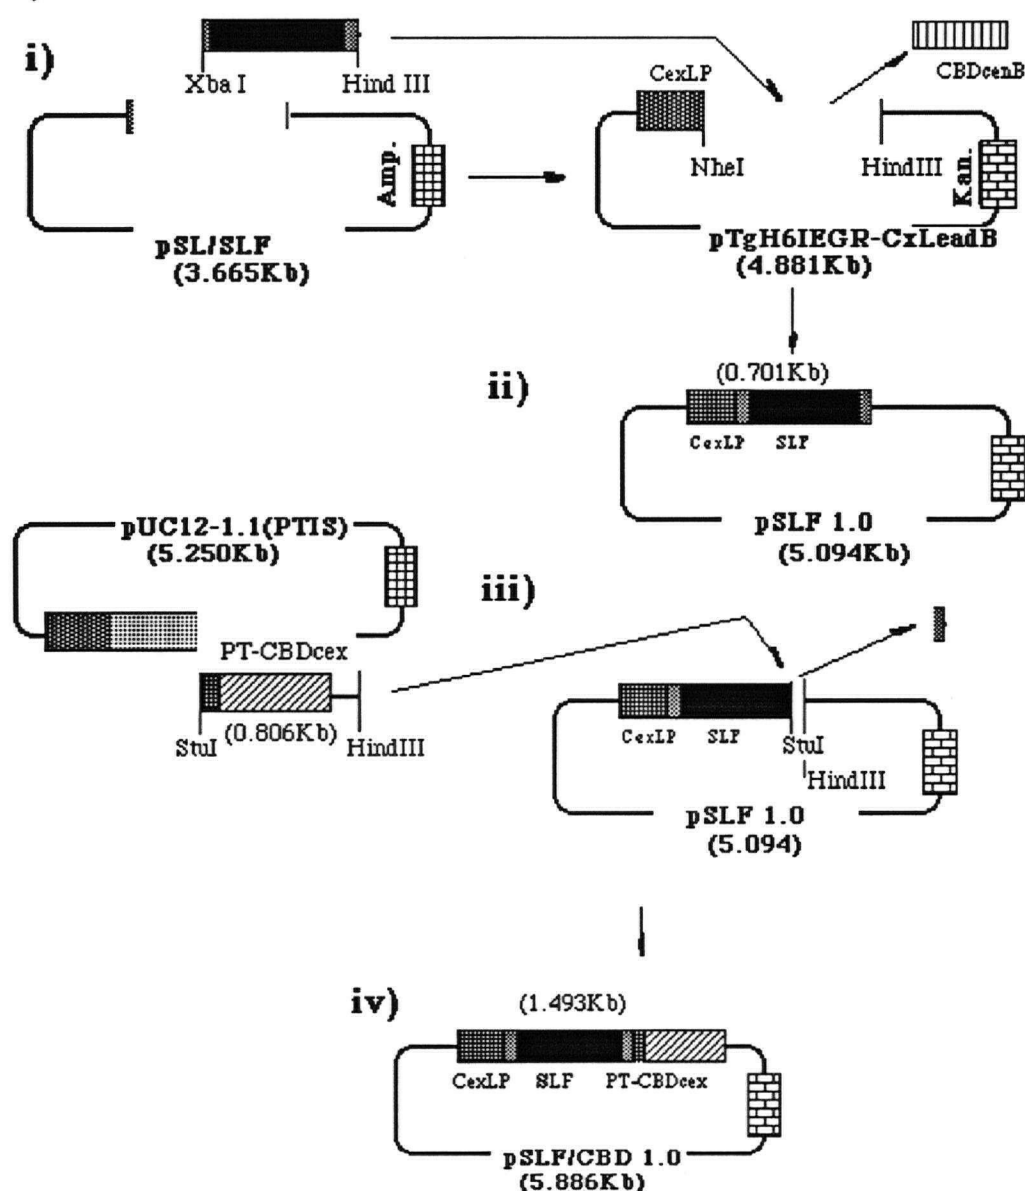 i)
Xba I
Hind III
CexLP
CBDcenB
NheI
HindIII
Amp.
Kan.
pSL/SLF
(3.665Kb)
pTgH6IEGR-CxLeadB
(4.881Kb)
ii)
(0.701Kb)
CexLP SLF
pSLF 1.0
(5.094Kb)
pUC12-1.1(PTIS)
(5.250Kb)
iii)
PT-CBDcex
(0.806Kb)
StuI
HindIII
CexLP SLF
StuI
HindIII
pSLF 1.0
(5.094)
iv)
(1.493Kb)
CexLP SLF PT-CBDcex
pSLF/CBD 1.0
(5.886Kb)